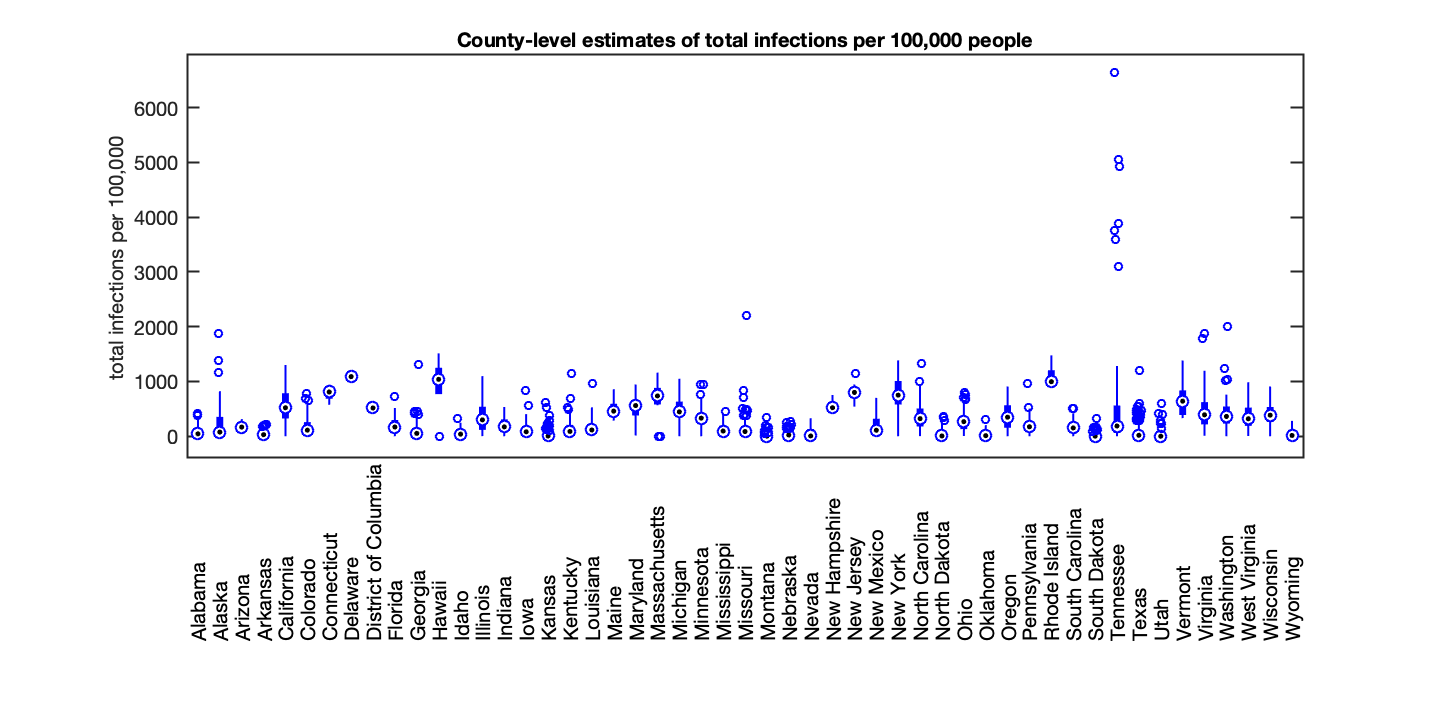 County-level estimates of total infections per 100,000 people
total infections per 100,000
6000
5000
4000
3000
2000
1000
0
Alabama
Alaska
Arizona
Arkansas
California
Colorado
Connecticut
Delaware
District of Columbia
Florida
Georgia
Hawaii
Idaho
Illinois
Indiana
Iowa
Kansas
Kentucky
Louisiana
Maine
Maryland
Massachusetts
Michigan
Minnesota
Mississippi
Missouri
Montana
Nebraska
Nevada
New Hampshire
New Jersey
New Mexico
New York
North Carolina
North Dakota
Ohio
Oklahoma
Oregon
Pennsylvania
Rhode Island
South Carolina
South Dakota
Tennessee
Texas
Utah
Vermont
Virginia
Washington
West Virginia
Wisconsin
Wyoming